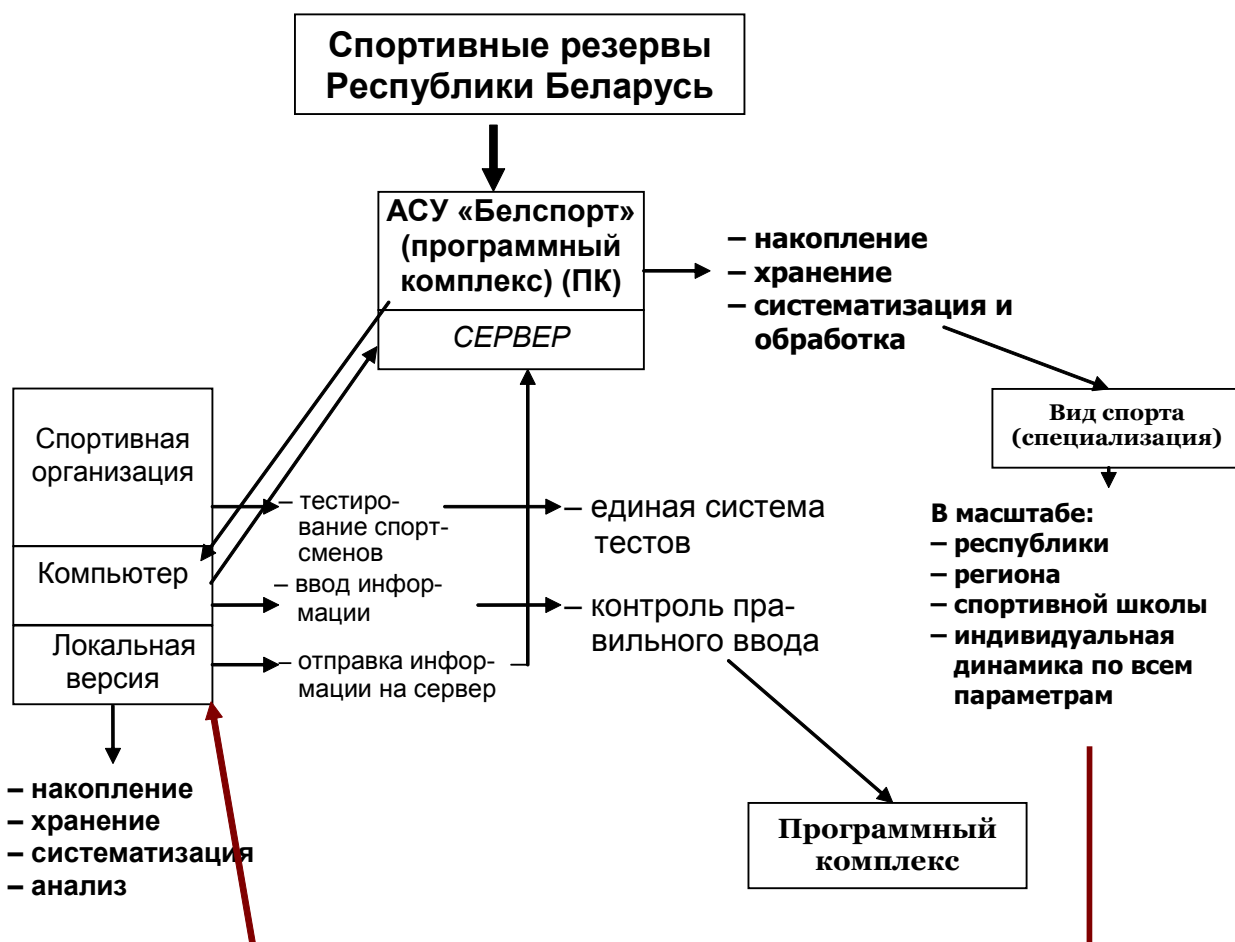 Спортивные резервы
Республики Беларусь
АСУ «Белспорт»
(программный
комплекс) (ПК)
СЕРВЕР
– накопление
– хранение
– систематизация и
обработка
Вид спорта
(специализация)
В масштабе:
– республики
– региона
– спортивной школы
– индивидуальная
динамика по всем
параметрам
Спортивная
организация
Компьютер
Локальная
версия
– тестиро-
вание спорт-
сменов
– ввод инфор-
мации
– отправка инфор-
мации на сервер
– единая система
тестов
– контроль пра-
вильного ввода
Программный
комплекс
– накопление
– хранение
– систематизация
– анализ